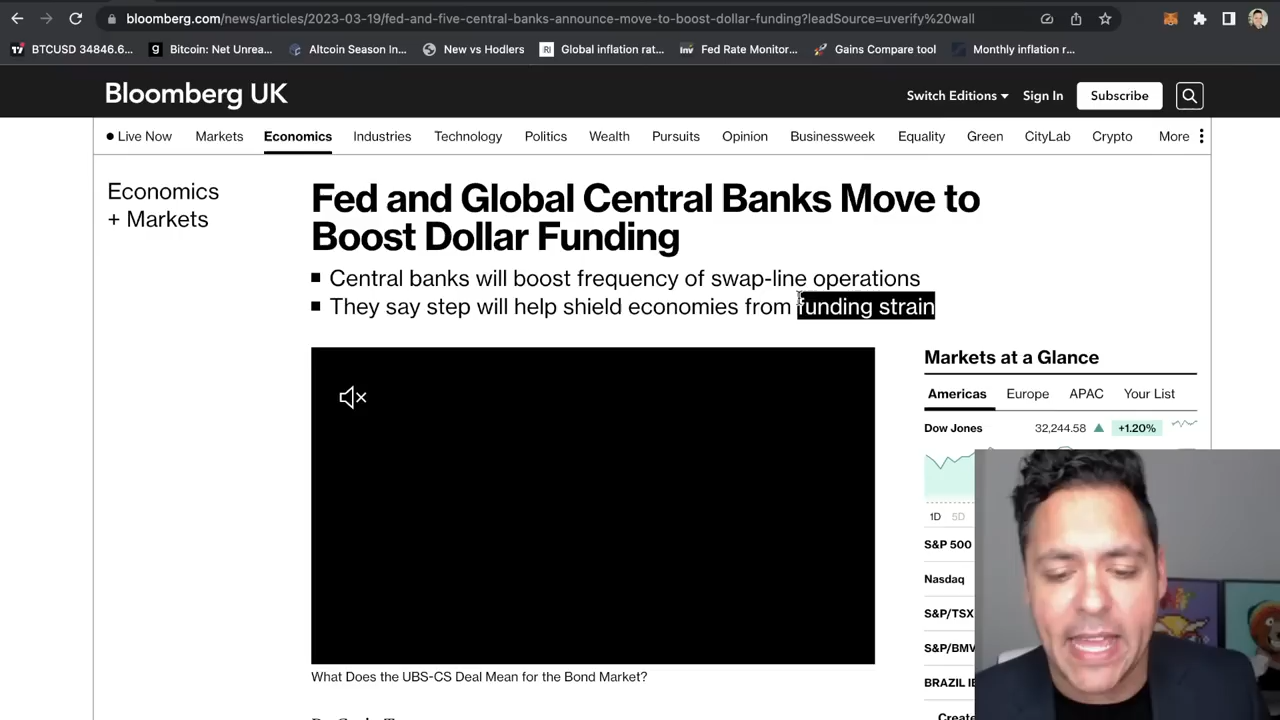 bloomberg.com/news/articles/2023-03-19/fed-and-five-central-banks-announce-move-to-boost-dollar-funding?leadSource=uverify%20wall
BTCUSD 34846.6... Bitcoin: Net Unrea... Altcoin Season In... New vs Hodlers Global inflation rat... Fed Rate Monitor... Gains Compare tool Monthly inflation r...
Bloomberg UK
Switch Editions Sign In Subscribe
Live Now Markets Economics Industries Technology Politics Wealth Pursuits Opinion Businessweek Equality Green CityLab Crypto More
Economics
+ Markets
Fed and Global Central Banks Move to
Boost Dollar Funding
Central banks will boost frequency of swap-line operations
They say step will help shield economies from funding strain
What Does the UBS-CS Deal Mean for the Bond Market?
Markets at a Glance
Americas Europe APAC Your List
Dow Jones 32,244.58 +1.20%
1D 5D
S&P 500
Nasdaq
S&P/TSX
S&P/BMV
BRAZIL
Create